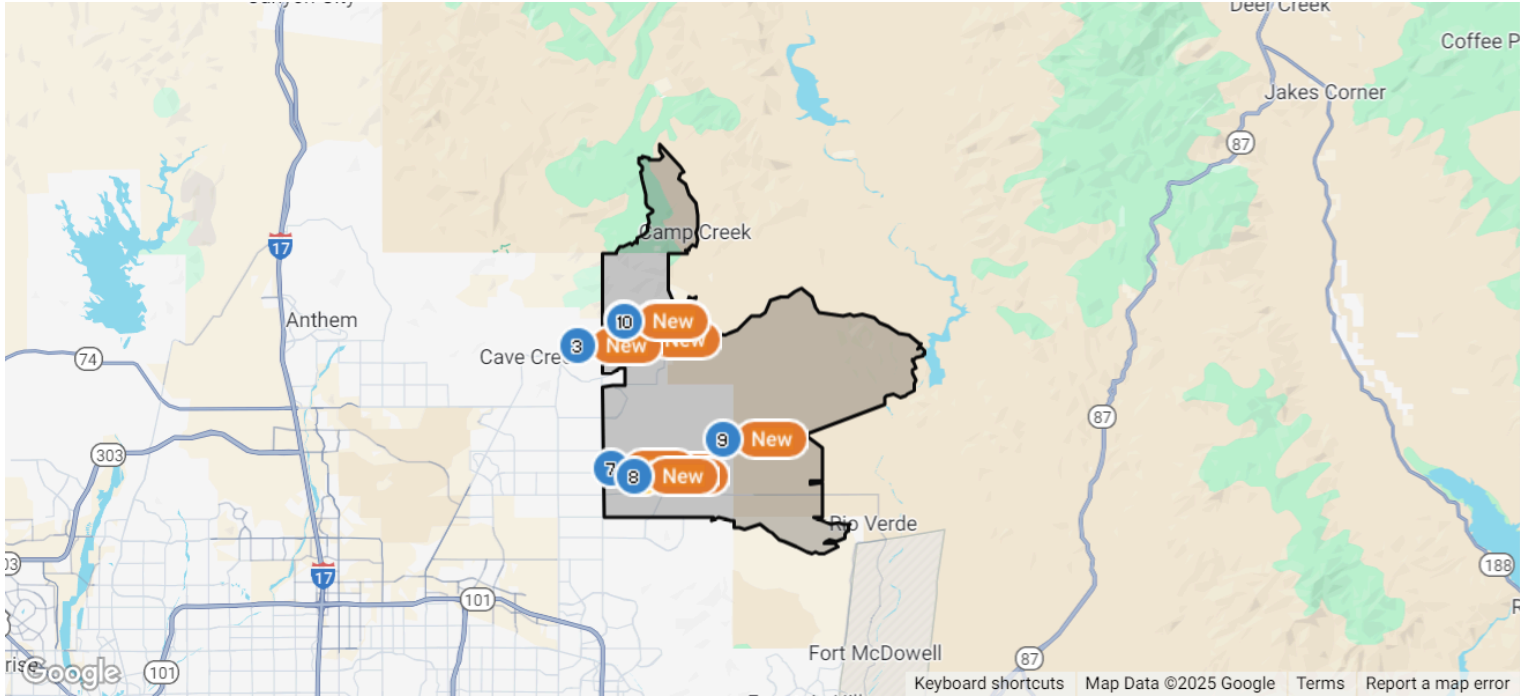 Deer Creek
Coffee P
87
Jakes Corner
Camp Creek
17
10 New
Anthem
3 New New
Cave Cree
74
87
9 New
303
7
8 New
Rio Verde
188
17
101
Fort McDowell
87
101
Google
Keyboard shortcuts
Map Data ©2025 Google
Terms
Report a map error